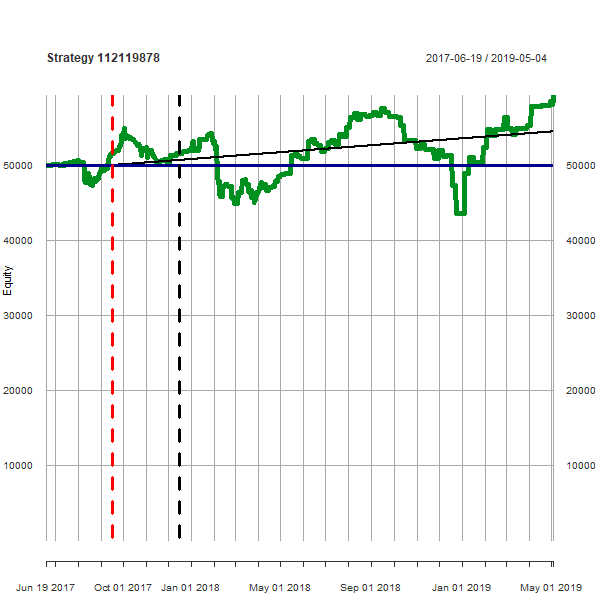 Strategy 112119878
2017-06-19 / 2019-05-04
50000
40000
30000
20000
10000
Equity
50000
40000
30000
20000
10000
Jun 19 2017
Oct 01 2017
Jan 01 2018
May 01 2018
Sep 01 2018
Jan 01 2019
May 01 2019